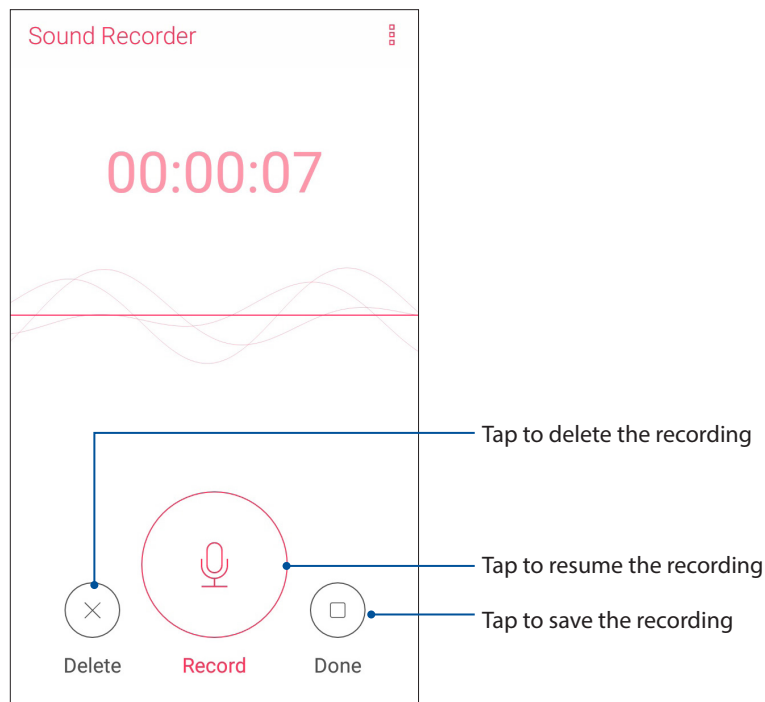 Sound Recorder
00:00:07
Tap to delete the recording
Tap to resume the recording
Tap to save the recording
Delete
Record
Done